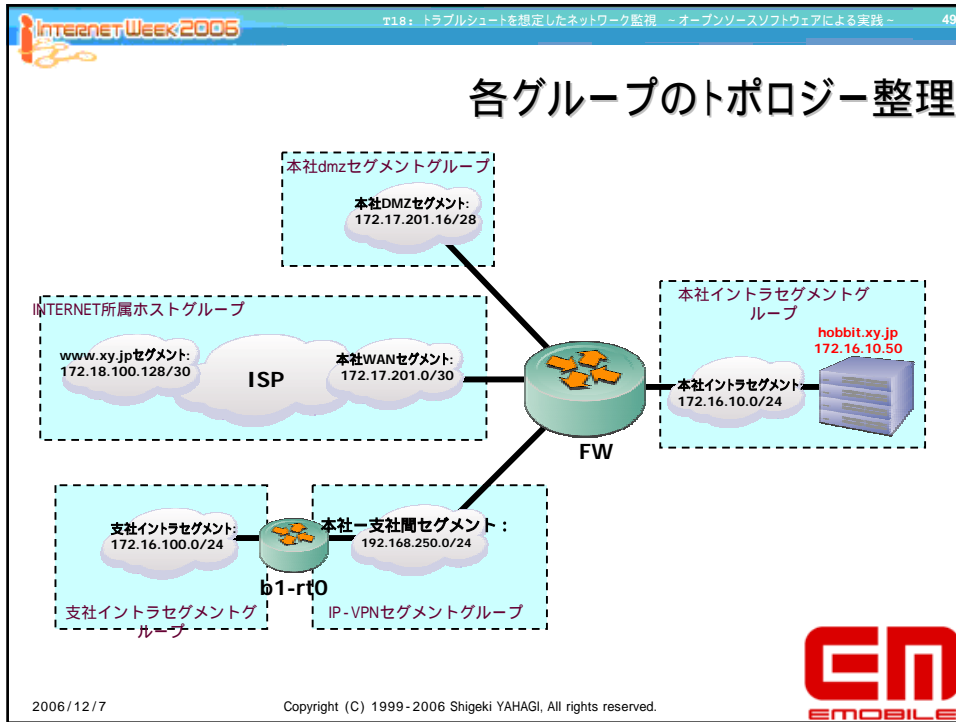 INTERNET WEEK 2006
T18: トラブルシュートを想定したネットワーク監視 ～オープンソースソフトウェアによる実践～
49
各グループのトポロジー整理
本社dmzセグメントグループ
本社DMZセグメント:
172.17.201.16/28
INTERNET所属ホストグループ
www.xy.jpセグメント:
172.18.100.128/30
ISP
本社WANセグメント:
172.17.201.0/30
FW
本社イントラセグメントグ
ループ
hobbit.xy.jp
172.16.10.50
本社イントラセグメント:
172.16.10.0/24
支社イントラセグメント:
172.16.100.0/24
b1-rt0
本社ー支社間セグメント：
192.168.250.0/24
支社イントラセグメントグ
ループ
IP-VPNセグメントグループ
2006/12/7
Copyright (C) 1999-2006 Shigeki YAHAGI, All rights reserved.
EM
EMOBILE